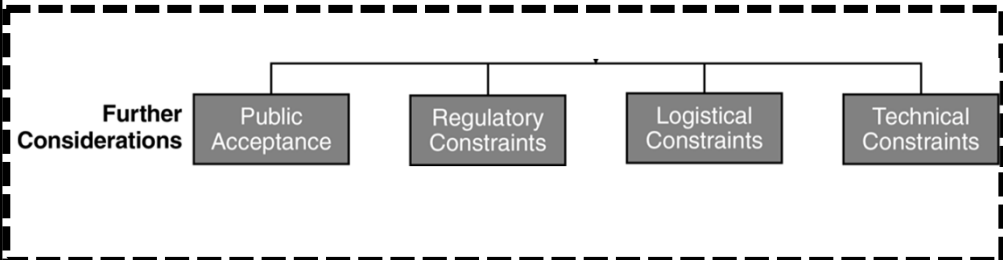 Further
Considerations
Public
Acceptance
Regulatory
Constraints
Logistical
Constraints
Technical
Constraints